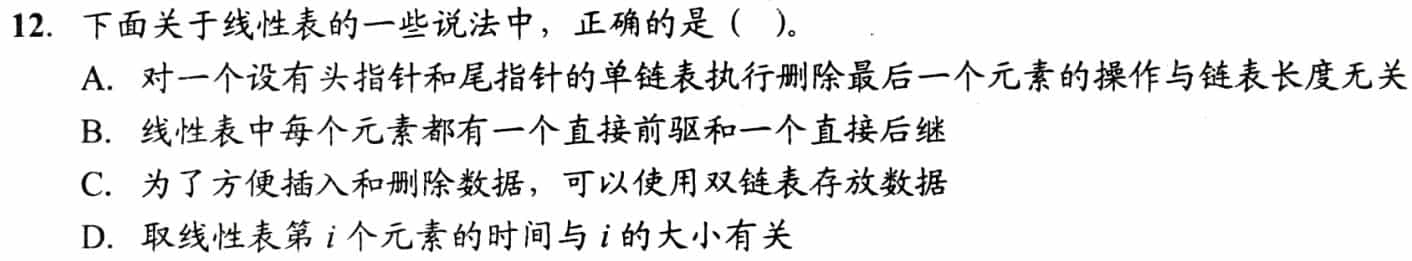 12. 下面关于线性表的一些说法中，正确的是（ ）。
A. 对一个设有头指针和尾指针的单链表执行删除最后一个元素的操作与链表长度无关
B. 线性表中每个元素都有一个直接前驱和一个直接后继
C. 为了方便插入和删除数据，可以使用双链表存放数据
D. 取线性表第 i 个元素的时间与 i 的大小有关